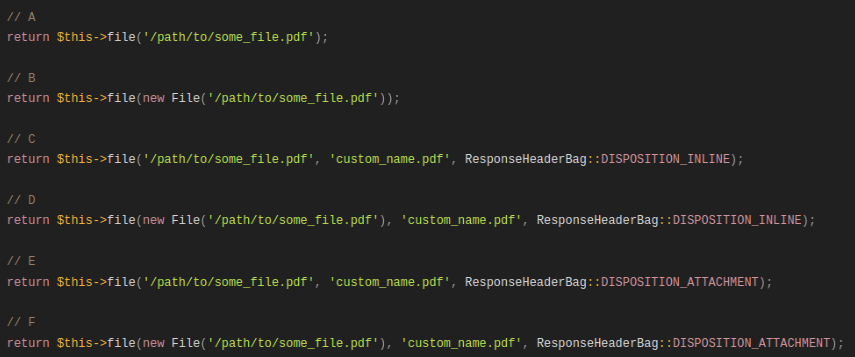 // A
return $this->file('/path/to/some_file.pdf');
// B
return $this->file(new File('/path/to/some_file.pdf'));
// C
return $this->file('/path/to/some_file.pdf', 'custom_name.pdf', ResponseHeaderBag::DISPOSITION_INLINE);
// D
return $this->file(new File('/path/to/some_file.pdf'), 'custom_name.pdf', ResponseHeaderBag::DISPOSITION_INLINE);
// E
return $this->file('/path/to/some_file.pdf', 'custom_name.pdf', ResponseHeaderBag::DISPOSITION_ATTACHMENT);
// F
return $this->file(new File('/path/to/some_file.pdf'), 'custom_name.pdf', ResponseHeaderBag::DISPOSITION_ATTACHMENT);